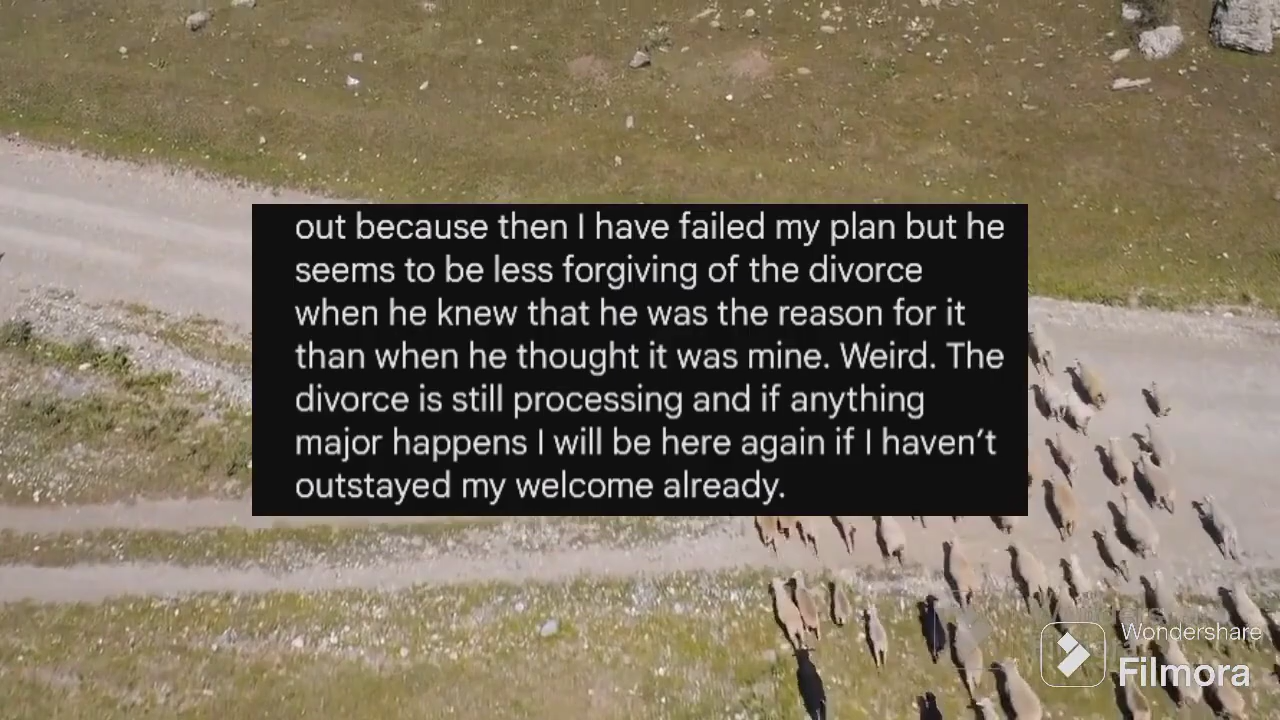 out because then I have failed my plan but he
seems to be less forgiving of the divorce
when he knew that he was the reason for it
than when he thought it was mine. Weird. The
divorce is still processing and if anything
major happens I will be here again if I haven’t
outstayed my welcome already.
Wondershare
Filmora